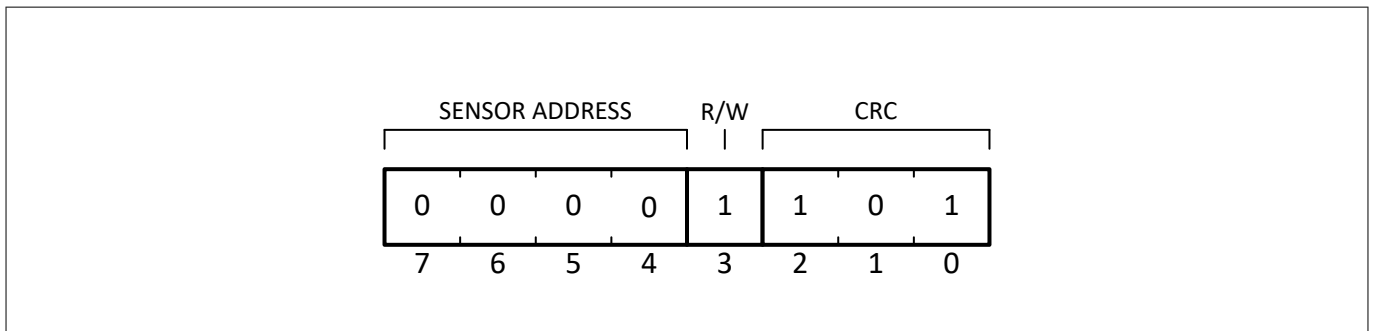 SENSOR ADDRESS R/W CRC
0 0 0 0 1 1 0 1
7 6 5 4 3 2 1 0